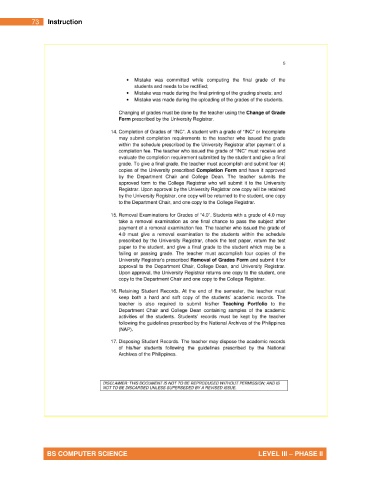 73 Instruction
8
• Mistake was committed while computing the final grade of the
students and needs to be rectified;
• Mistake was made during the final printing of the grading sheets; and
• Mistake was made during the uploading of the grades of the students.
Changing of grades must be done by the teacher using the Change of Grade
Form prescribed by the University Registrar.
14. Completion of Grades of "INC". A student with a grade of "INC" or Incomplete
may submit completion requirements to the teacher who issued the grade
within the schedule prescribed by the University Registrar after payment of a
completion fee. The teacher who issued the grade of "INC" must receive and
evaluate the completion requirement submitted by the student and give a final
grade. To give a final grade, the teacher must accomplish and submit four (4)
copies of the University prescribed Completion Form and have it approved
by the Department Chair and College Dean. The teacher submits the
approved form to the College Registrar who will submit it to the University
Registrar. Upon approval by the University Registrar one copy will be retained
by the University Registrar, one copy will be returned to the student, one copy
to the Department Chair, and one copy to the College Registrar.
15. Removal Examinations for Grades of "4.0". Students with a grade of 4.0 may
take a removal examination as one final chance to pass the subject after
payment of a removal examination fee. The teacher who issued the grade of
4.0 must give a removal examination to the students within the schedule
prescribed by the University Registrar, check the test paper, return the test
paper to the student, and give a final grade to the student which may be a
failing or passing grade. The teacher must accomplish four copies of the
University Registrar's prescribed Removal of Grades Form and submit it for
approval to the Department Chair, College Dean, and University Registrar.
Upon approval, the University Registrar returns one copy to the student, one
copy to the Department Chair and one copy to the College Registrar.
16. Retaining Student Records. At the end of the semester, the teacher must
keep both a hard and soft copy of the students' academic records. The
teacher is also required to submit his/her Teaching Portfolio to the
Department Chair and College Dean containing samples of the academic
activities of the students. Students' records must be kept by the teacher
following the guidelines prescribed by the National Archives of the Philippines
(NAP).
17. Disposing Student Records. The teacher may dispose the academic records
of his/her students following the guidelines prescribed by the National
Archives of the Philippines.
DISCLAIMER: THIS DOCUMENT IS NOT TO BE REPRODUCED WITHOUT PERMISSION, AND IS
NOT TO BE DISCARDED UNLESS SUPERSEDED BY A REVISED ISSUE.
BS COMPUTER SCIENCE LEVEL III – PHASE II